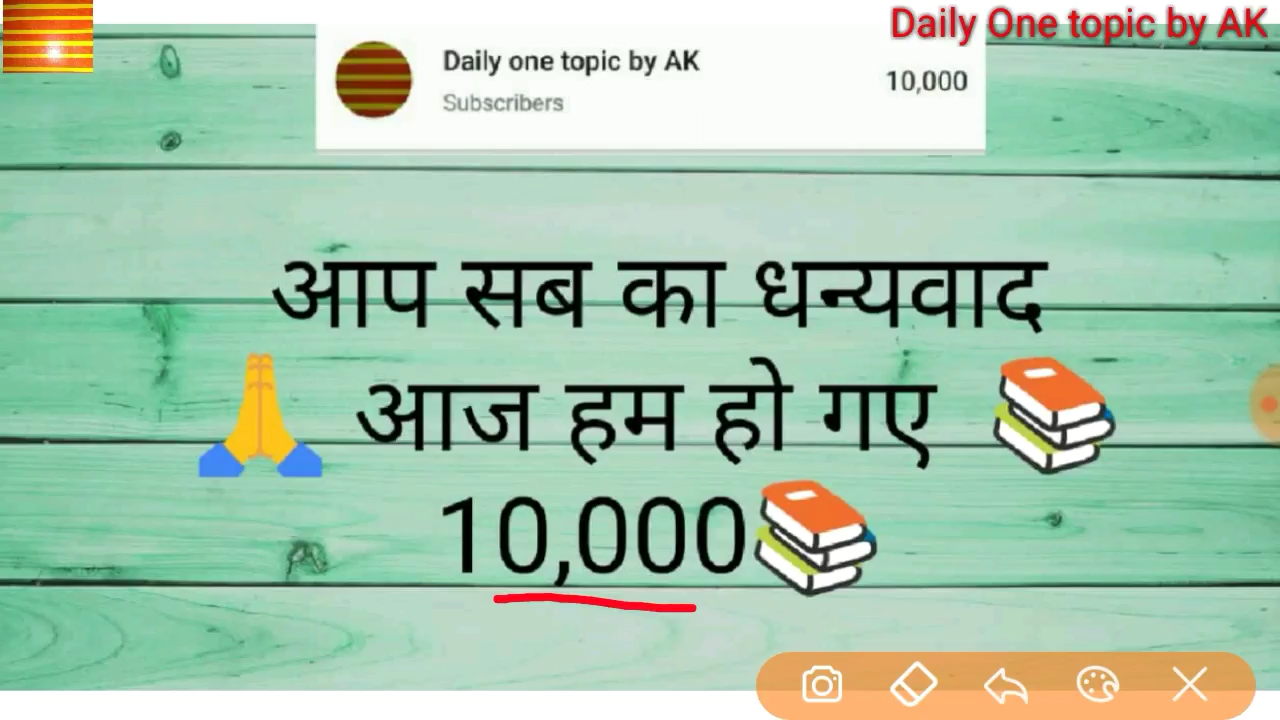 Daily One topic by AK
Daily one topic by AK
Subscribers
10,000
आप सब का धन्यवाद
🙏 आज हम हो गए 📚
10,000📚